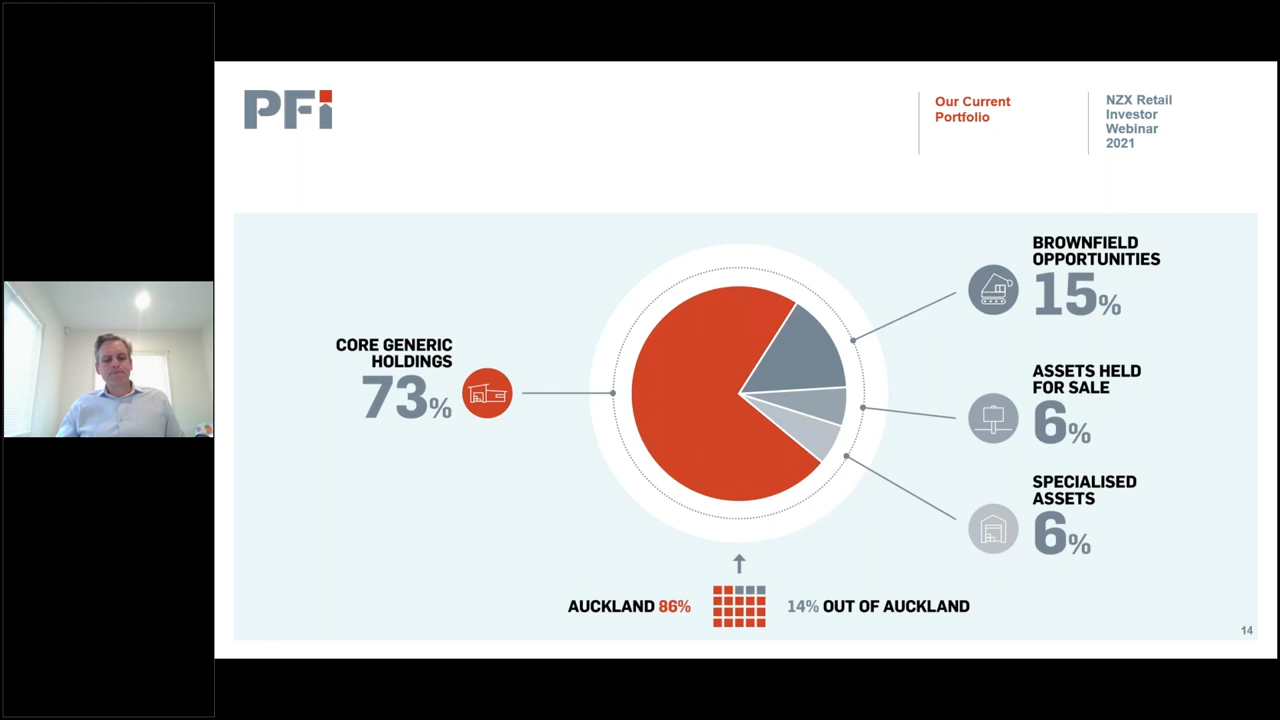 PFi
Our Current
Portfolio
NZX Retail
Investor
Webinar
2021
CORE GENERIC
HOLDINGS
73%
BROWNFIELD
OPPORTUNITIES
15%
ASSETS HELD
FOR SALE
6%
SPECIALISED
ASSETS
6%
AUCKLAND 86%
14% OUT OF AUCKLAND
14